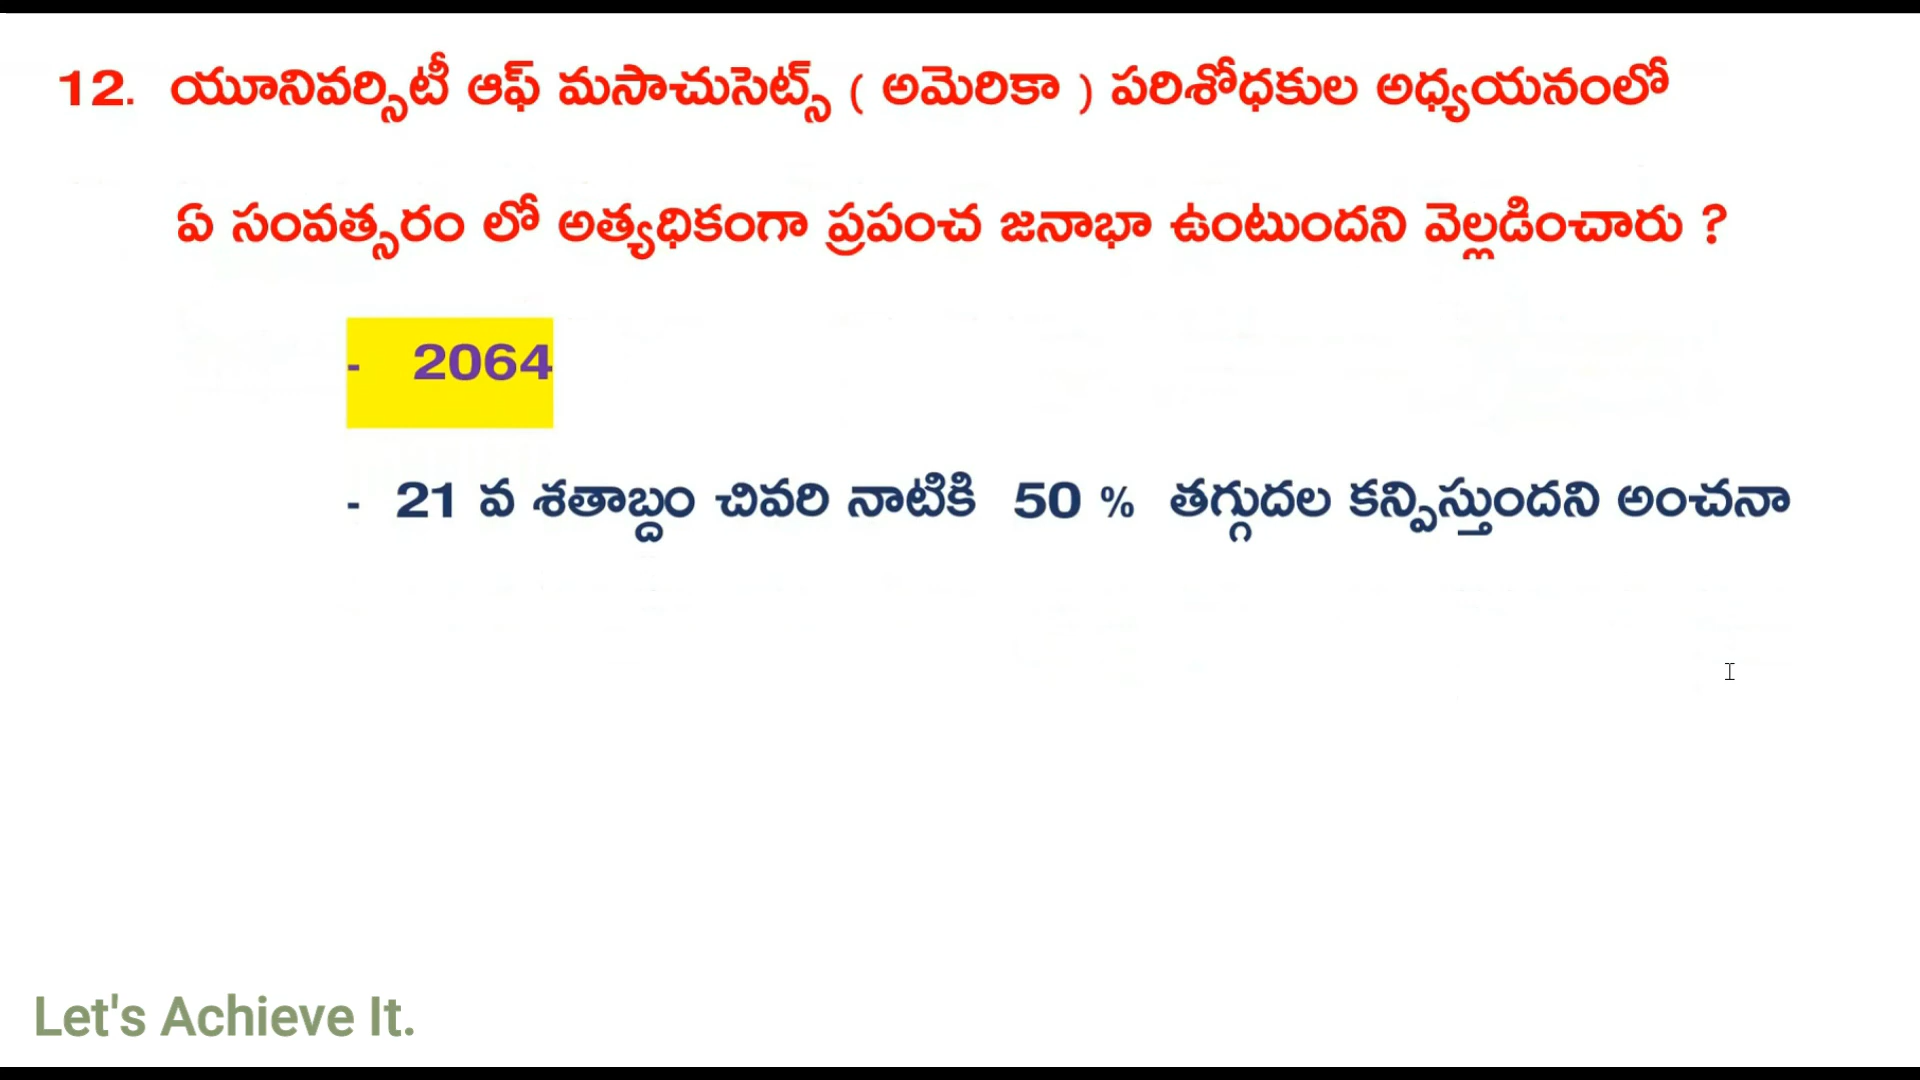 12. యూనివర్సిటీ ఆఫ్ మసాచుసెట్స్ ( అమెరికా ) పరిశోధకుల అధ్యయనంలో
ఏ సంవత్సరం లో అత్యధికంగా ప్రపంచ జనాభా ఉంటుందని వెల్లడించారు ?
- 2064
- 21 వ శతాబ్దం చివరి నాటికి 50 % తగ్గుదల కన్పిస్తుందని అంచనా
Let's Achieve It.